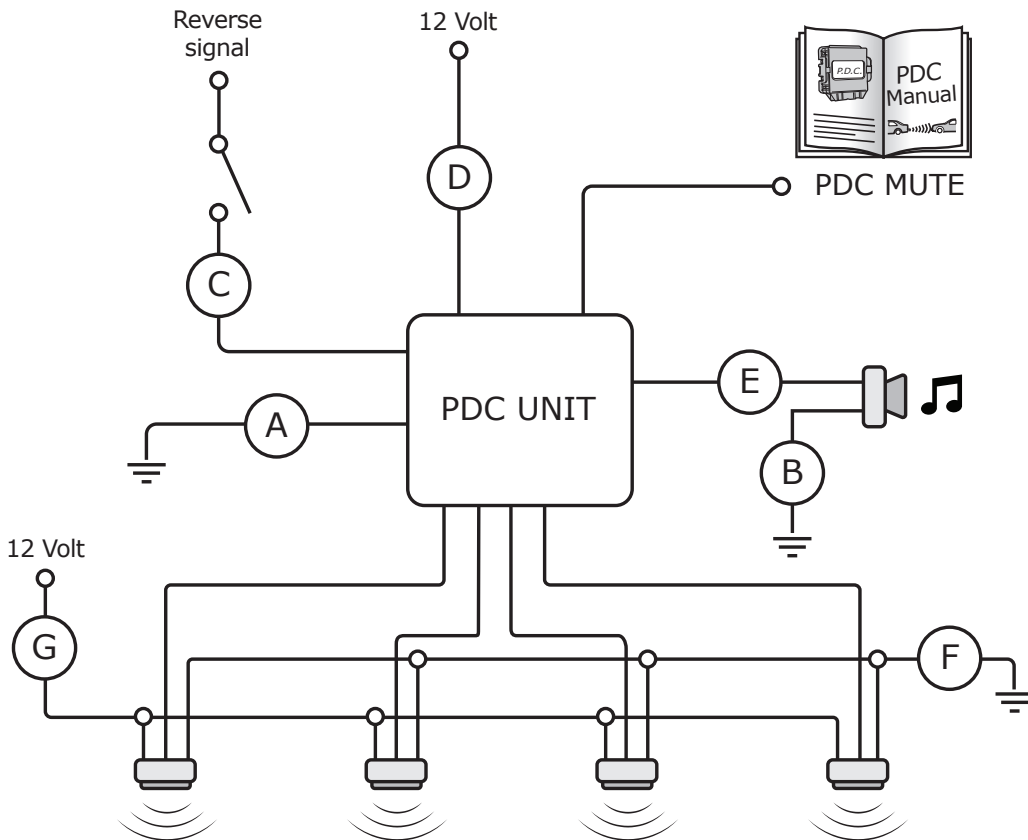 Reverse
signal
12 Volt
P.D.C.
PDC
Manual
PDC MUTE
D
C
PDC UNIT
E
A
B
12 Volt
G
F